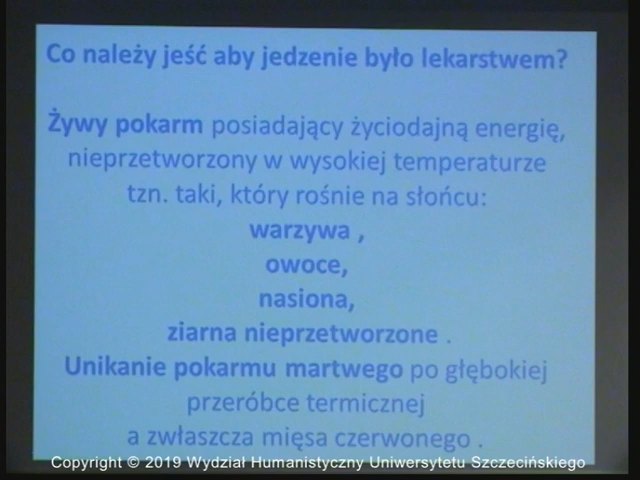 Co należy jeść aby jedzenie było lekarstwem?
Żywy pokarm posiadający życiodajną energię,
nieprzetworzony w wysokiej temperaturze
tzn. taki, który rośnie na słońcu:
warzywa ,
owoce,
nasiona,
ziarna nieprzetworzone .
Unikanie pokarmu martwego po głębokiej
przeróbce termicznej
a zwłaszcza mięsa czerwonego .
Copyright © 2019 Wydział Humanistyczny Uniwersytetu Szczecińskiego